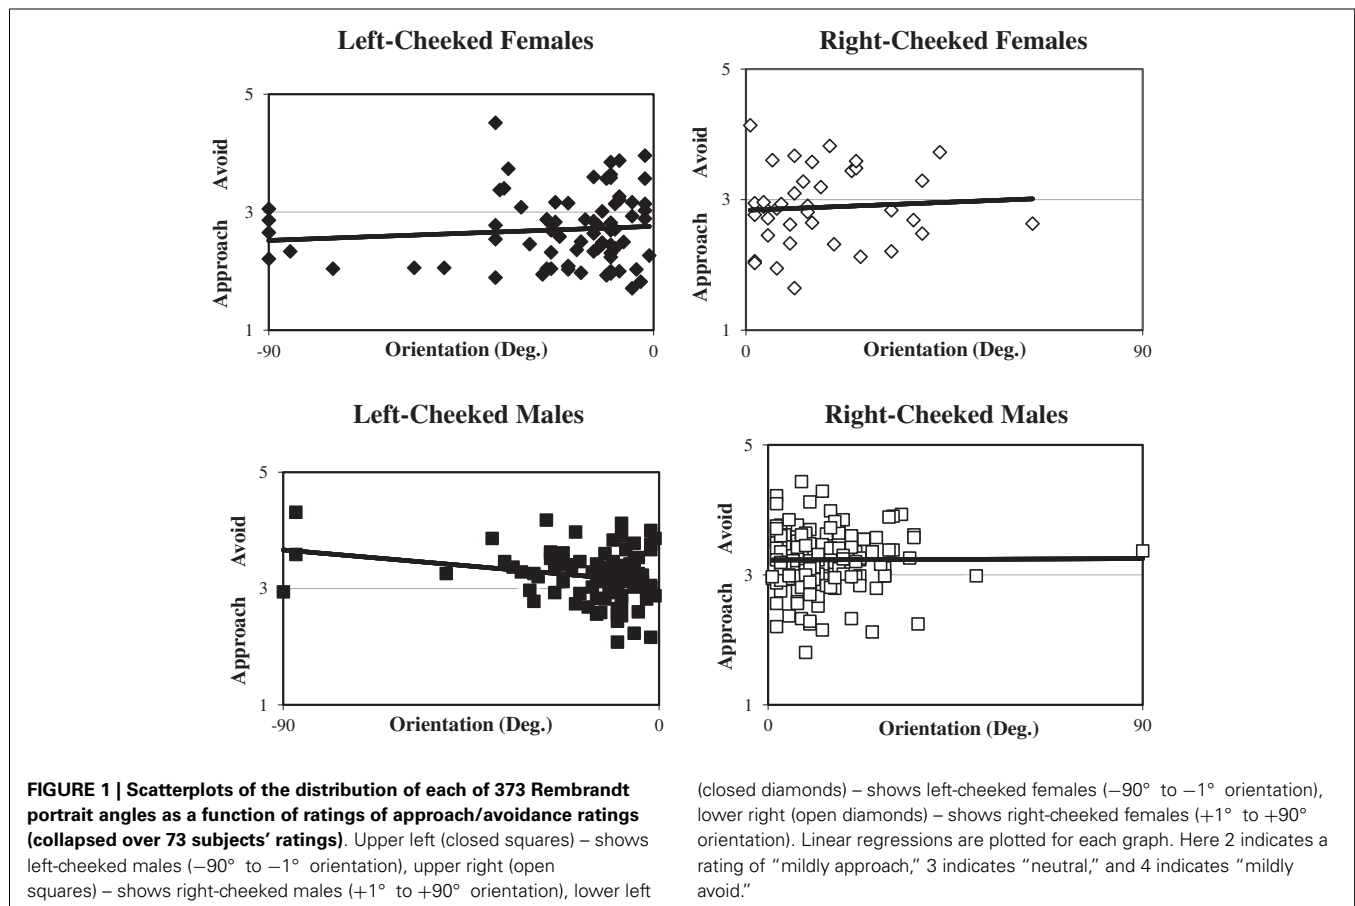 Left-Cheeked Females
5
Avoid
3
Approach
1
-90
Orientation (Deg.)
0
Right-Cheeked Females
5
Avoid
3
Approach
1
0
Orientation (Deg.)
90
Left-Cheeked Males
5
Avoid
3
Approach
1
-90
Orientation (Deg.)
0
Right-Cheeked Males
5
Avoid
3
Approach
1
0
Orientation (Deg.)
90
FIGURE 1 | Scatterplots of the distribution of each of 373 Rembrandt
portrait angles as a function of ratings of approach/avoidance ratings
(collapsed over 73 subjects' ratings). Upper left (closed squares) – shows
left-cheeked males (−90° to −1° orientation), upper right (open
squares) – shows right-cheeked males (+1° to +90° orientation), lower left
(closed diamonds) – shows left-cheeked females (−90° to −1° orientation),
lower right (open diamonds) – shows right-cheeked females (+1° to +90°
orientation). Linear regressions are plotted for each graph. Here 2 indicates a
rating of “mildly approach,” 3 indicates “neutral,” and 4 indicates “mildly
avoid.”